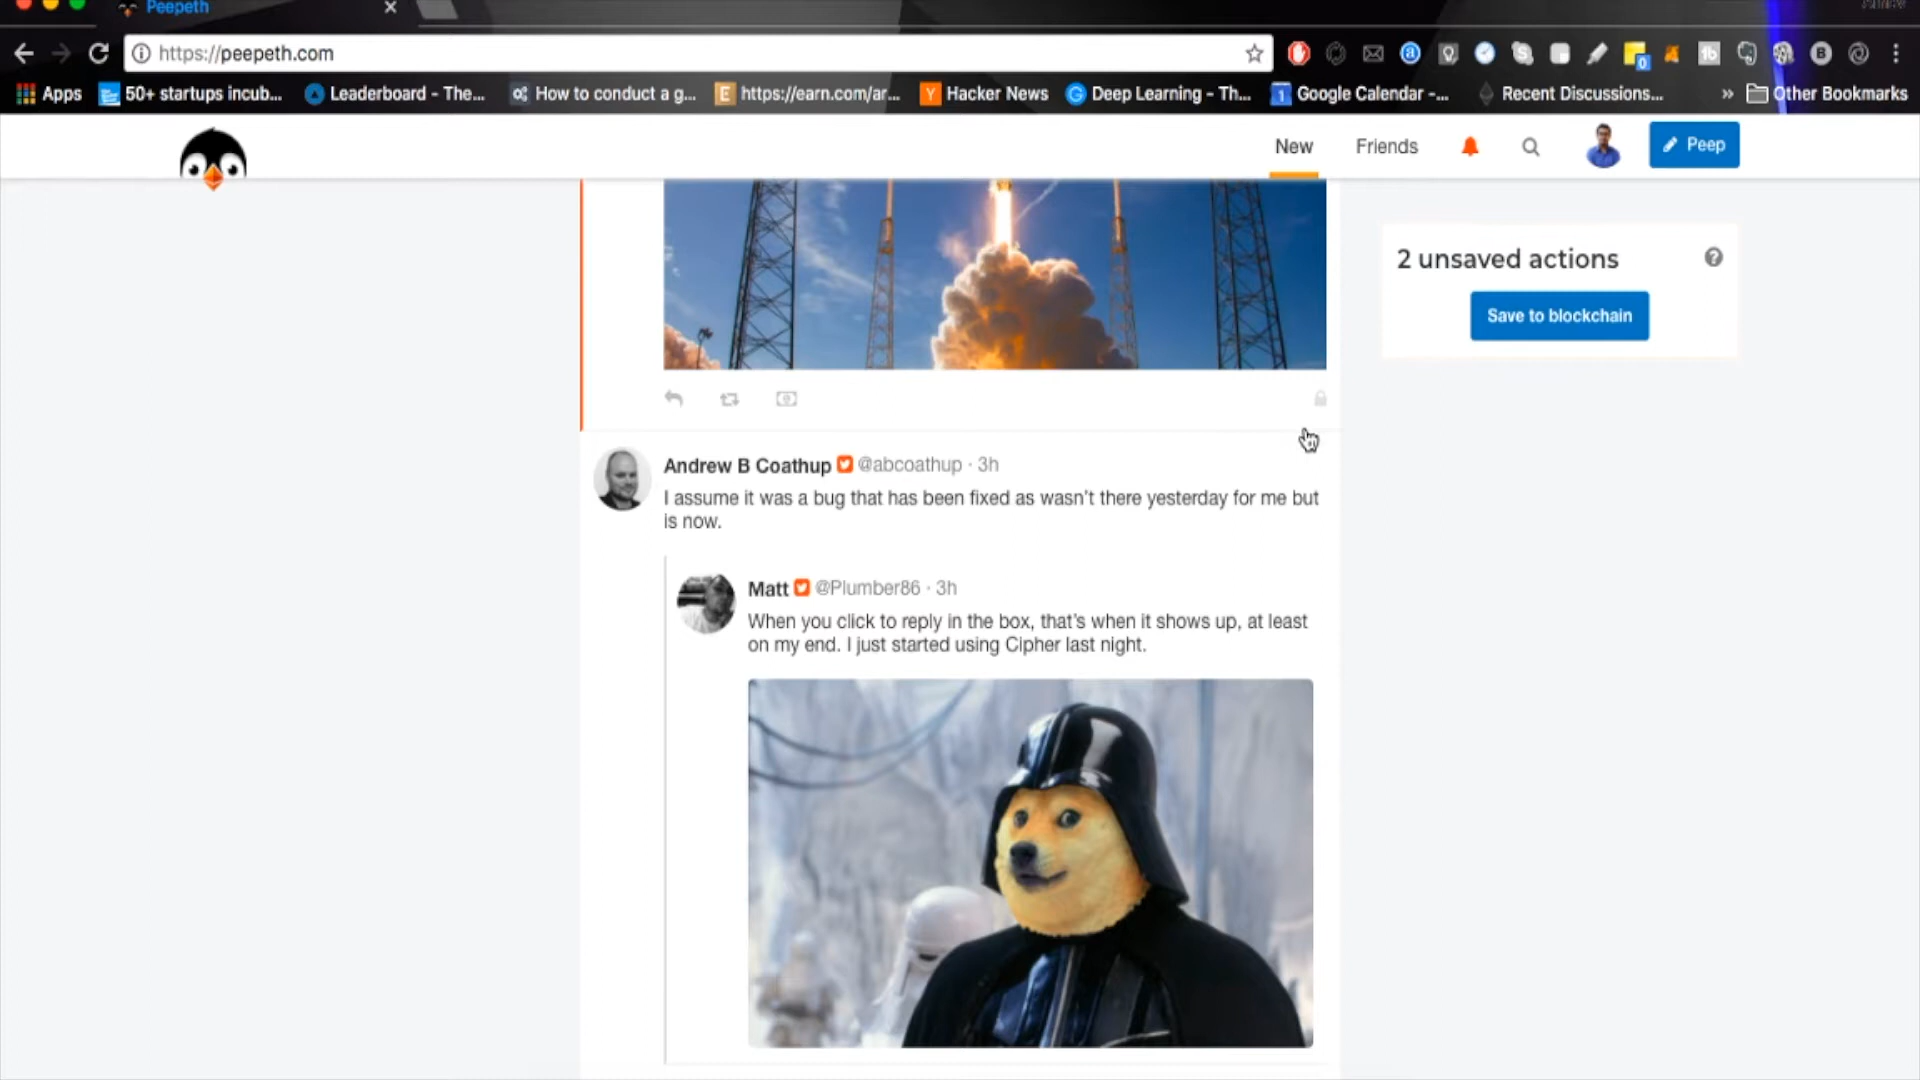 Peepeth
https://peepeth.com
Apps
50+ startups incub...
Leaderboard - The...
How to conduct a g...
E
https://earn.com/ar...
Y
Hacker News
Deep Learning - Th...
1
Google Calendar -...
Recent Discussions...
»
Other Bookmarks
0
B
New
Friends
Peep
2 unsaved actions
?
Save to blockchain
Andrew B Coathup @abcoathup · 3h
I assume it was a bug that has been fixed as wasn't there yesterday for me but
is now.
Matt @Plumber86 · 3h
When you click to reply in the box, that's when it shows up, at least
on my end. I just started using Cipher last night.